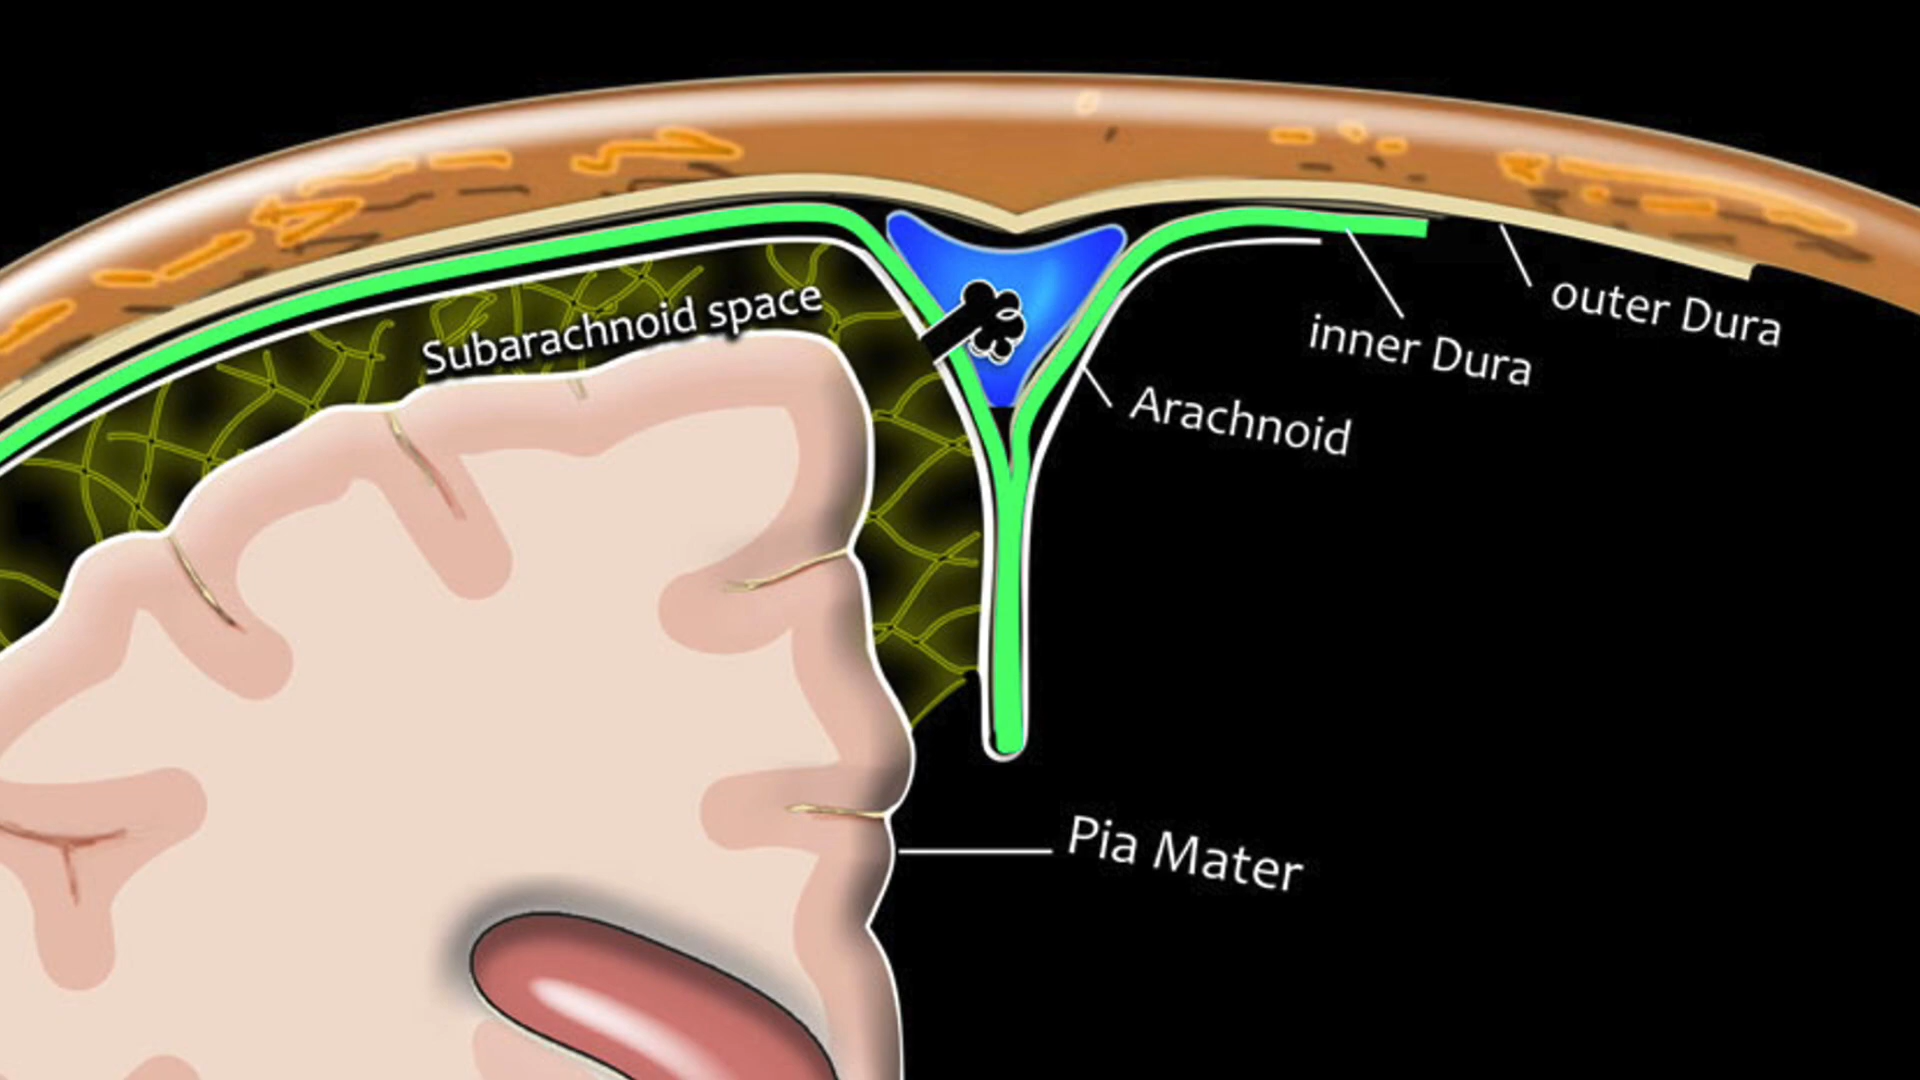 Subarachnoid space
outer Dura
inner Dura
Arachnoid
Pia Mater